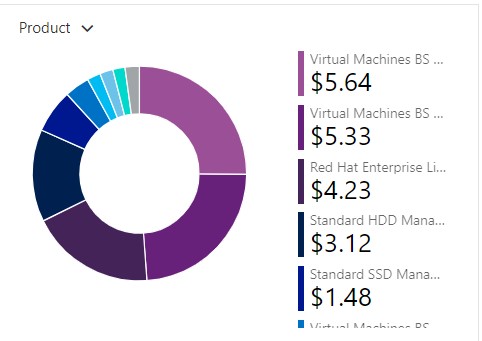 Product
Virtual Machines BS ...
$5.64
Virtual Machines BS ...
$5.33
Red Hat Enterprise Li...
$4.23
Standard HDD Mana...
$3.12
Standard SSD Mana...
$1.48
Virtual Machines BS ...